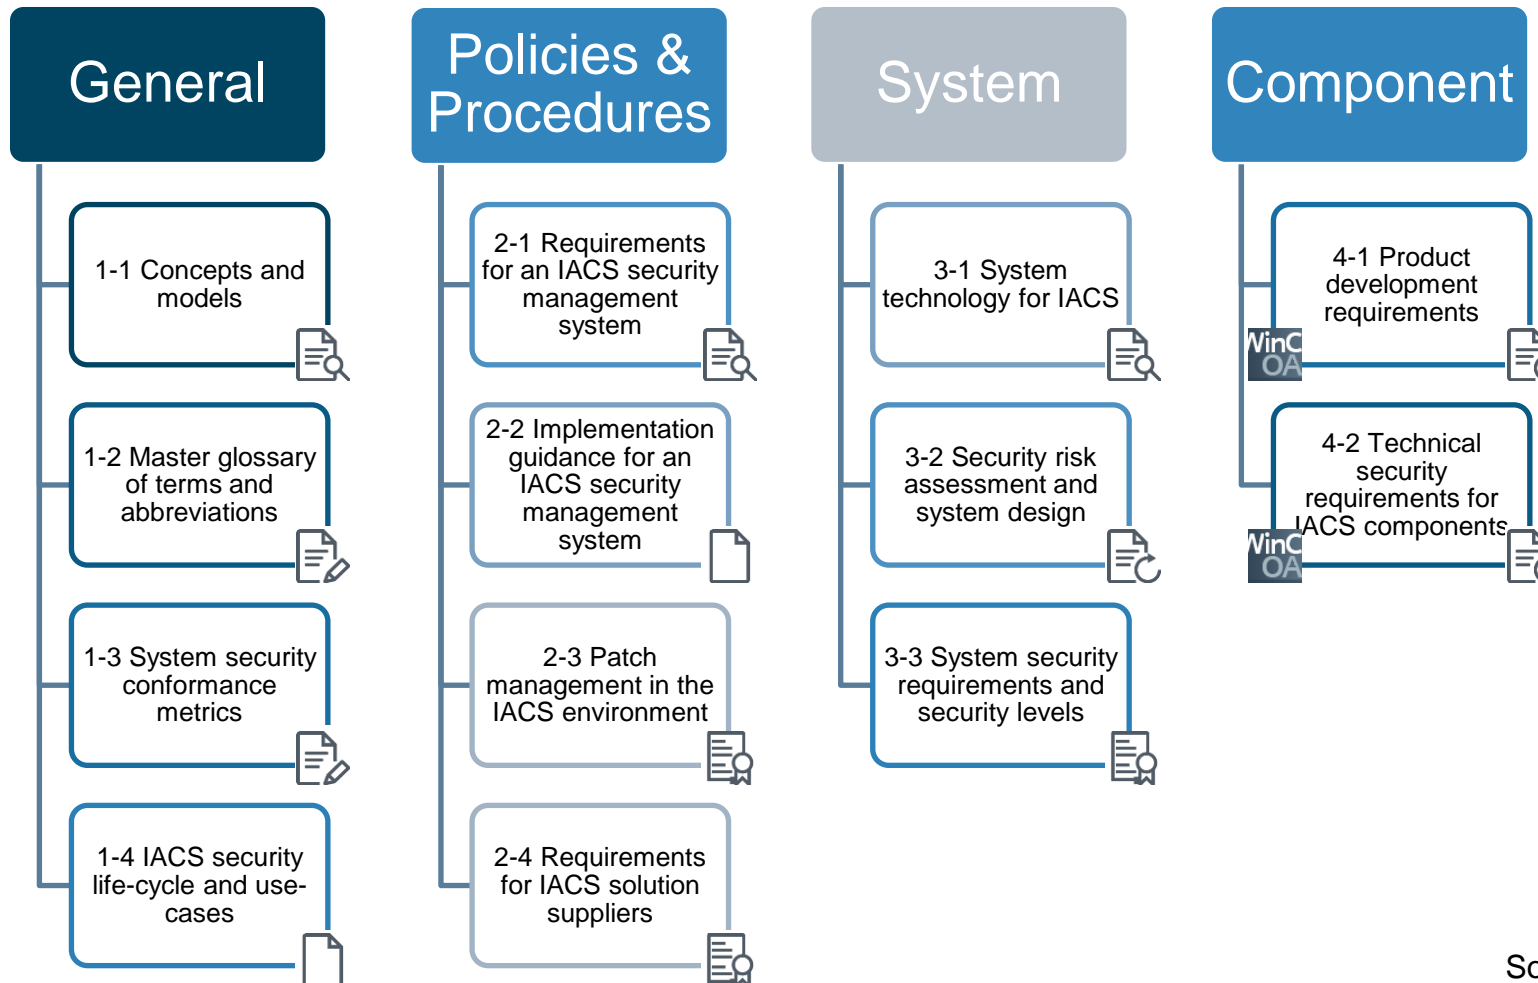 General
1-1 Concepts and
models
1-2 Master glossary
of terms and
abbreviations
1-3 System security
conformance
metrics
1-4 IACS security
life-cycle and use-
cases
Policies &
Procedures
2-1 Requirements
for an IACS security
management
system
2-2 Implementation
guidance for an
IACS security
management
system
2-3 Patch
management in the
IACS environment
2-4 Requirements
for IACS solution
suppliers
System
3-1 System
technology for IACS
3-2 Security risk
assessment and
system design
3-3 System security
requirements and
security levels
Component
4-1 Product
development
requirements
WinC
OA
4-2 Technical
security
requirements for
IACS components
WinC
OA